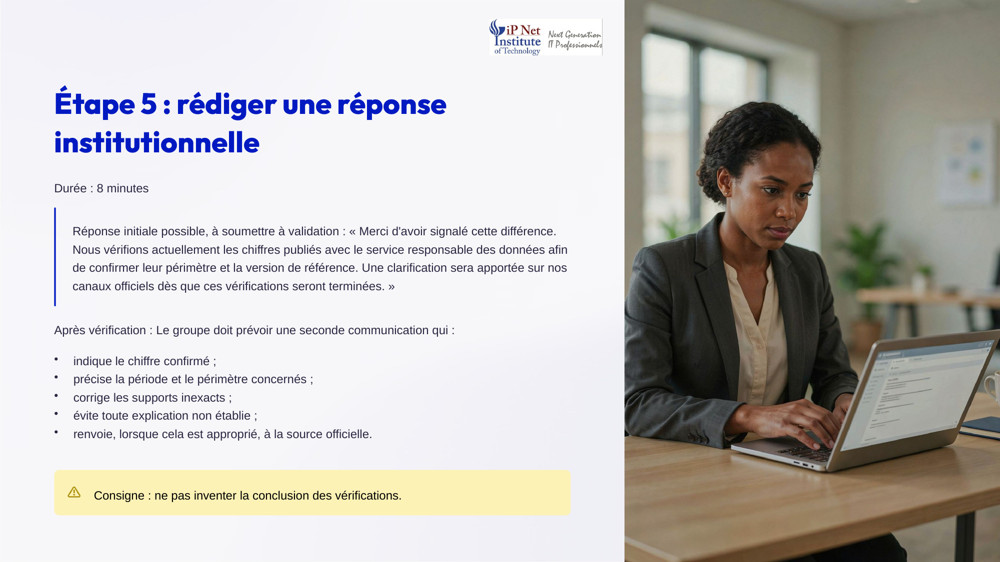 iP Net
Institute
of Technology
Next Generation
IT Professionnels
Étape 5 : rédiger une réponse
institutionnelle
Durée : 8 minutes
Réponse initiale possible, à soumettre à validation : « Merci d'avoir signalé cette différence.
Nous vérifions actuellement les chiffres publiés avec le service responsable des données afin
de confirmer leur périmètre et la version de référence. Une clarification sera apportée sur nos
canaux officiels dès que ces vérifications seront terminées. »
Après vérification : Le groupe doit prévoir une seconde communication qui :
• indique le chiffre confirmé ;
• précise la période et le périmètre concernés ;
• corrige les supports inexacts ;
• évite toute explication non établie ;
• renvoie, lorsque cela est approprié, à la source officielle.
Consigne : ne pas inventer la conclusion des vérifications.